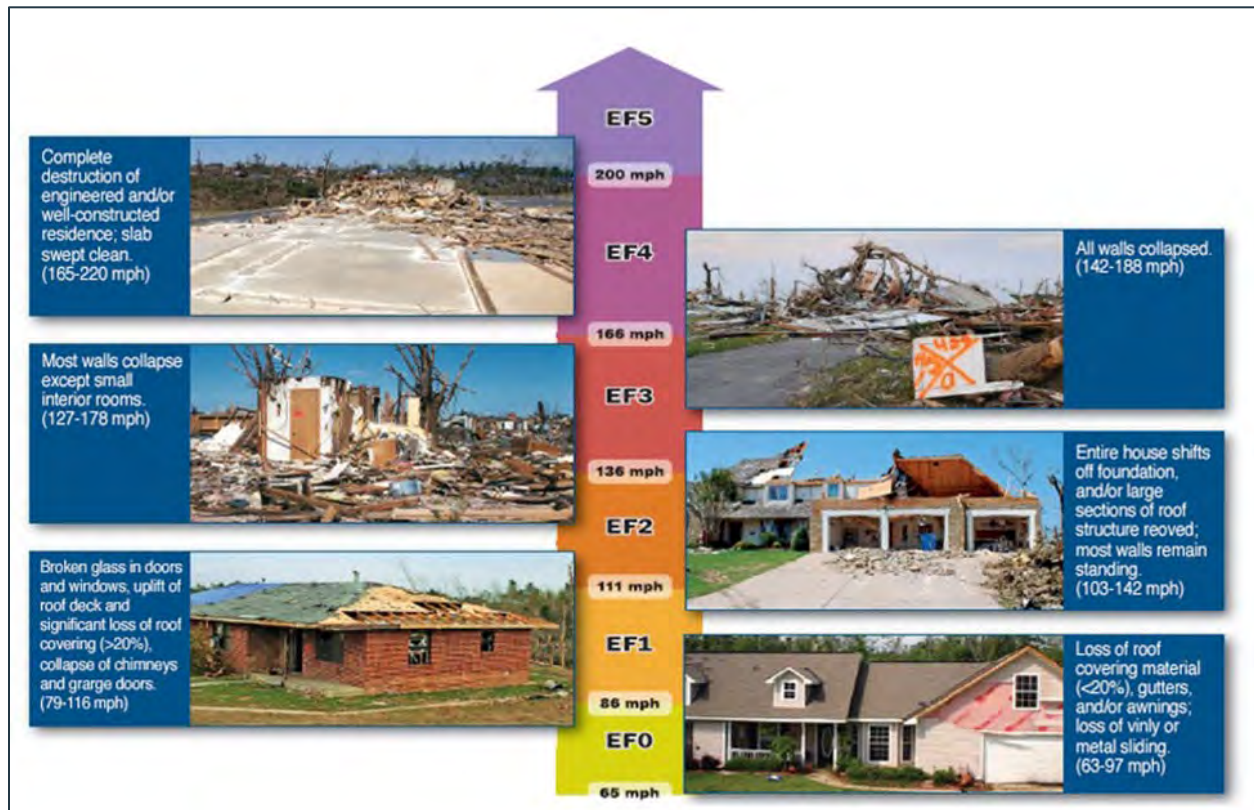 EF5
200 mph
EF4
166 mph
EF3
136 mph
EF2
111 mph
EF1
86 mph
EF0
65 mph
Complete
destruction of
engineered and/or
well-constructed
residence; slab
swept clean.
(165-220 mph)
All walls collapsed.
(142-188 mph)
Most walls collapse
except small
interior rooms.
(127-178 mph)
Entire house shifts
off foundation,
and/or large
sections of roof
structure reoved;
most walls remain
standing.
(103-142 mph)
Broken glass in doors
and windows, uplift of
roof deck and
significant loss of roof
covering (>20%),
collapse of chimneys
and grarge doors.
(79-116 mph)
Loss of roof
covering material
(<20%), gutters,
and/or awnings;
loss of vinly or
metal sliding.
(63-97 mph)